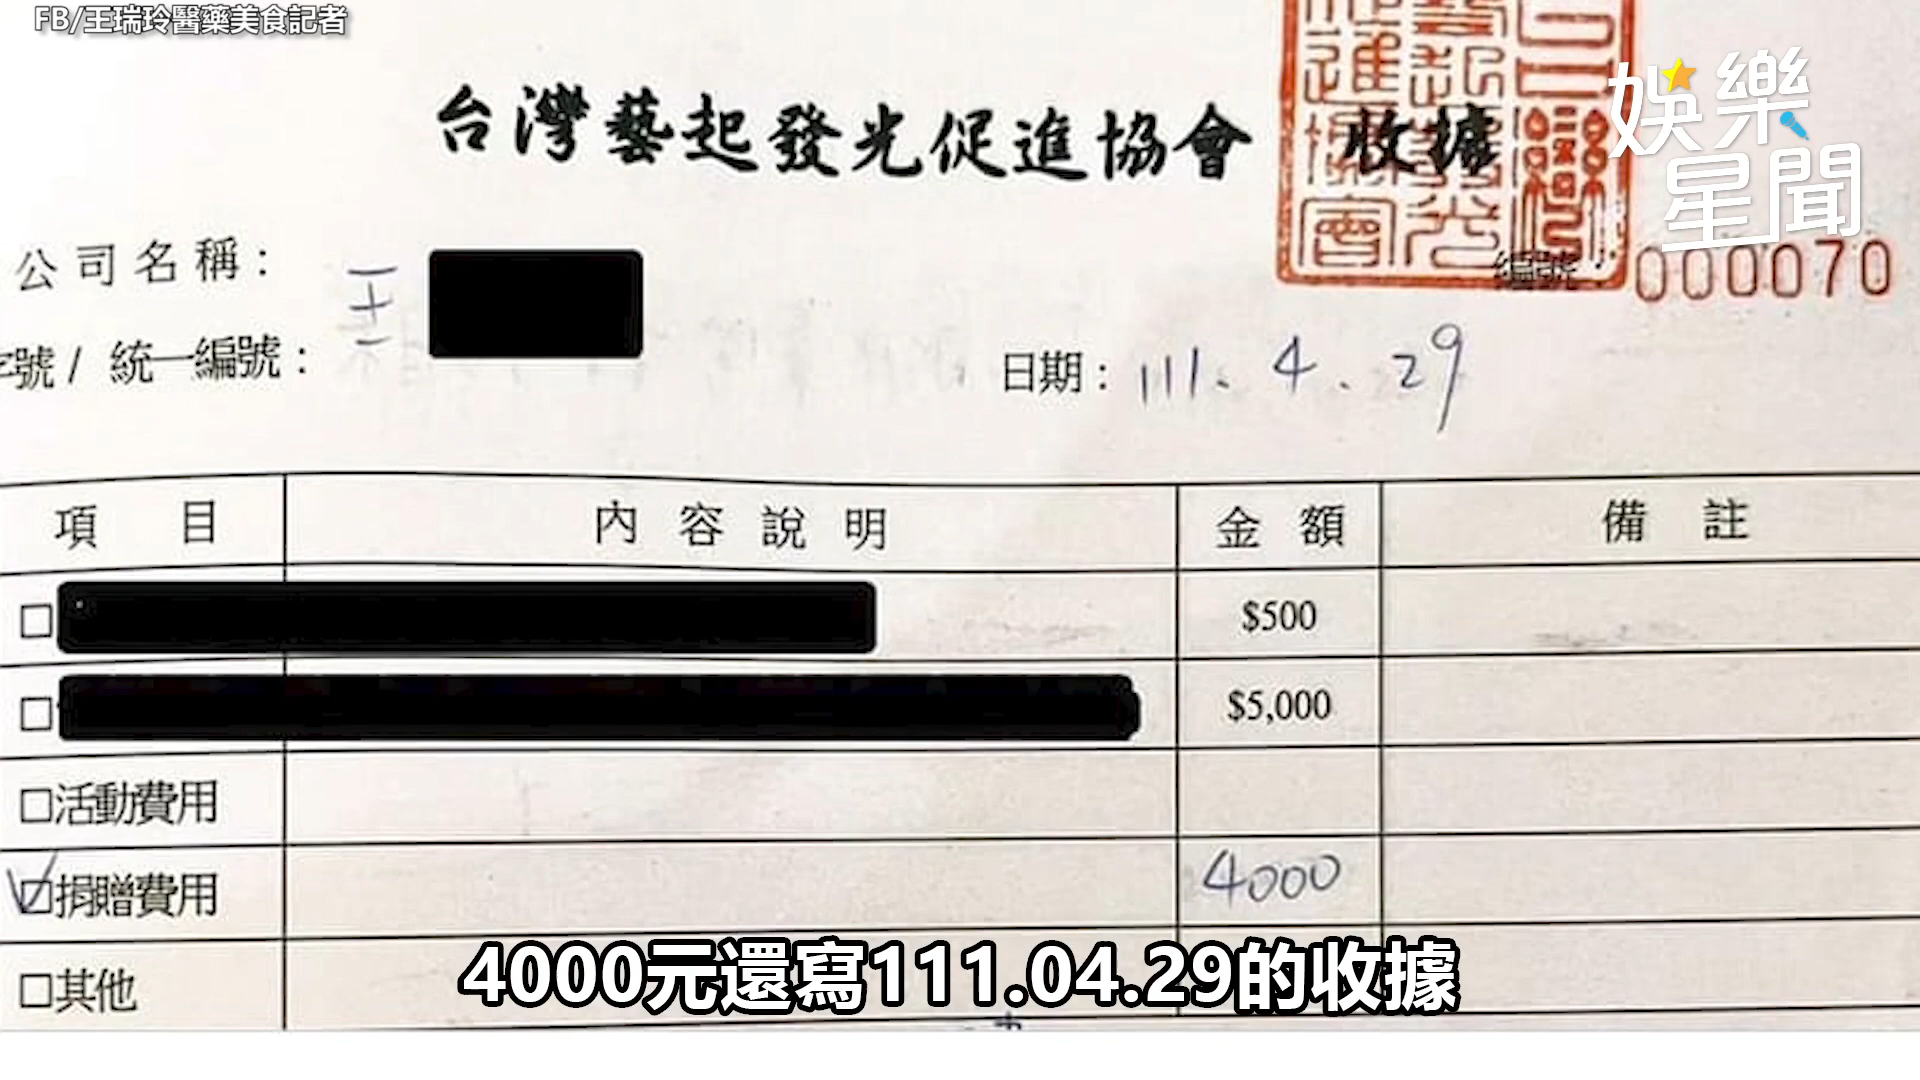 FB/王瑞玲醫藥美食記者
台灣藝起發光促進協會 收據
娛樂
星聞
公司名稱：
王
編號：000070
號 / 統一編號：
日期：111.4.29
項目 內容說明 金額 備註
□ $500
□ $5,000
□活動費用
☑捐贈費用 4000
□其他
4000元還寫111.04.29的收據